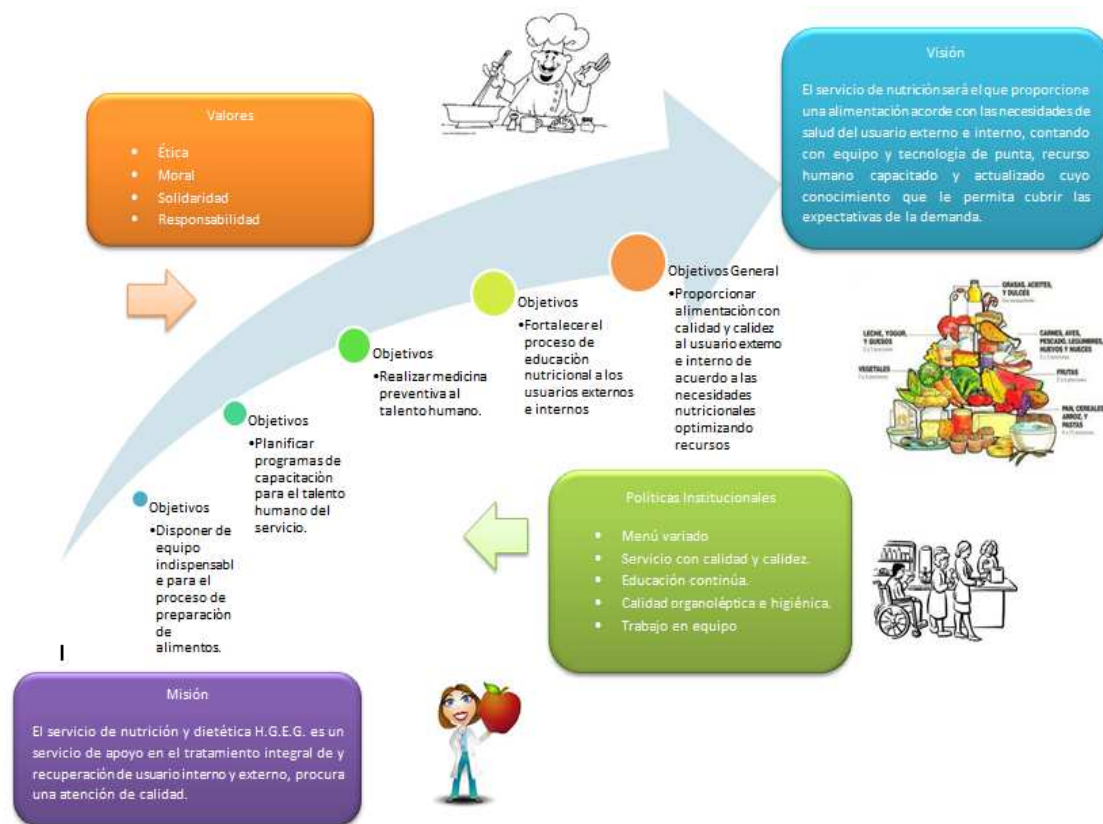 Visión
El servicio de nutrición será el que proporcione
una alimentación acorde con las necesidades de
salud del usuario externo e interno, contando
con equipo y tecnología de punta, recurso
humano capacitado y actualizado cuyo
conocimiento que le permita cubrir las
expectativas de la demanda.
Valores
• Ética
• Moral
• Solidaridad
• Responsabilidad
Objetivos General
•Proporcionar
alimentaciòn con
calidad y calidez
al usuario externo
e interno de
acuerdo a las
necesidades
nutricionales
optimizando
recursos
Objetivos
•Fortalecer el
proceso de
educaciòn
nutricional a los
usuarios externos
e internos
Objetivos
•Realizar medicina
preventiva al
talento humano.
Objetivos
•Planificar
programas de
capacitaciòn
para el talento
humano del
servicio.
Objetivos
•Disponer de
equipo
indispensabl
e para el
proceso de
preparaciòn
de
alimentos.
GRASAS, ACEITES,
Y DULCES
LECHE, YOGUR,
Y QUESOS
CARNES, AVES,
PESCADO, LEGUMBRES,
HUEVOS Y NUECES
VEGETALES
FRUTAS
PAN, CEREALES,
ARROZ, Y
PASTAS
Políticas Institucionales
• Menú variado
• Servicio con calidad y calidez.
• Educación continúa.
• Calidad organoléptica e higiénica.
• Trabajo en equipo
Misión
El servicio de nutrición y dietética H.G.E.G. es un
servicio de apoyo en el tratamiento integral de y
recuperación de usuario interno y externo, procura
una atención de calidad.